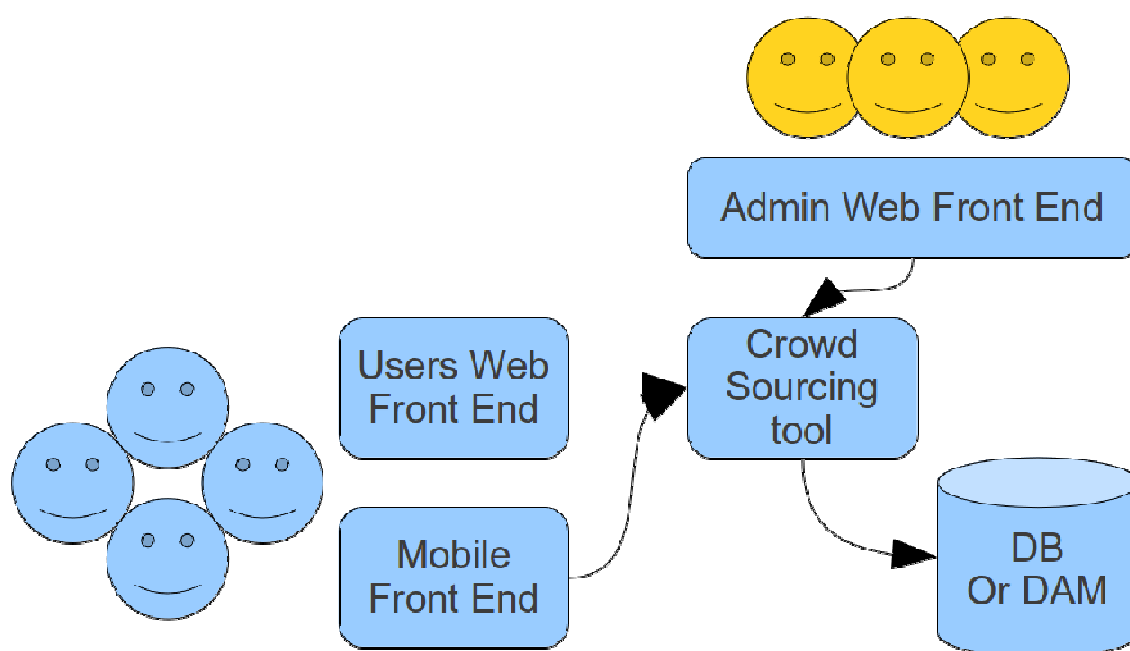 Admin Web Front End
Users Web
Front End
Crowd
Sourcing
tool
Mobile
Front End
DB
Or DAM